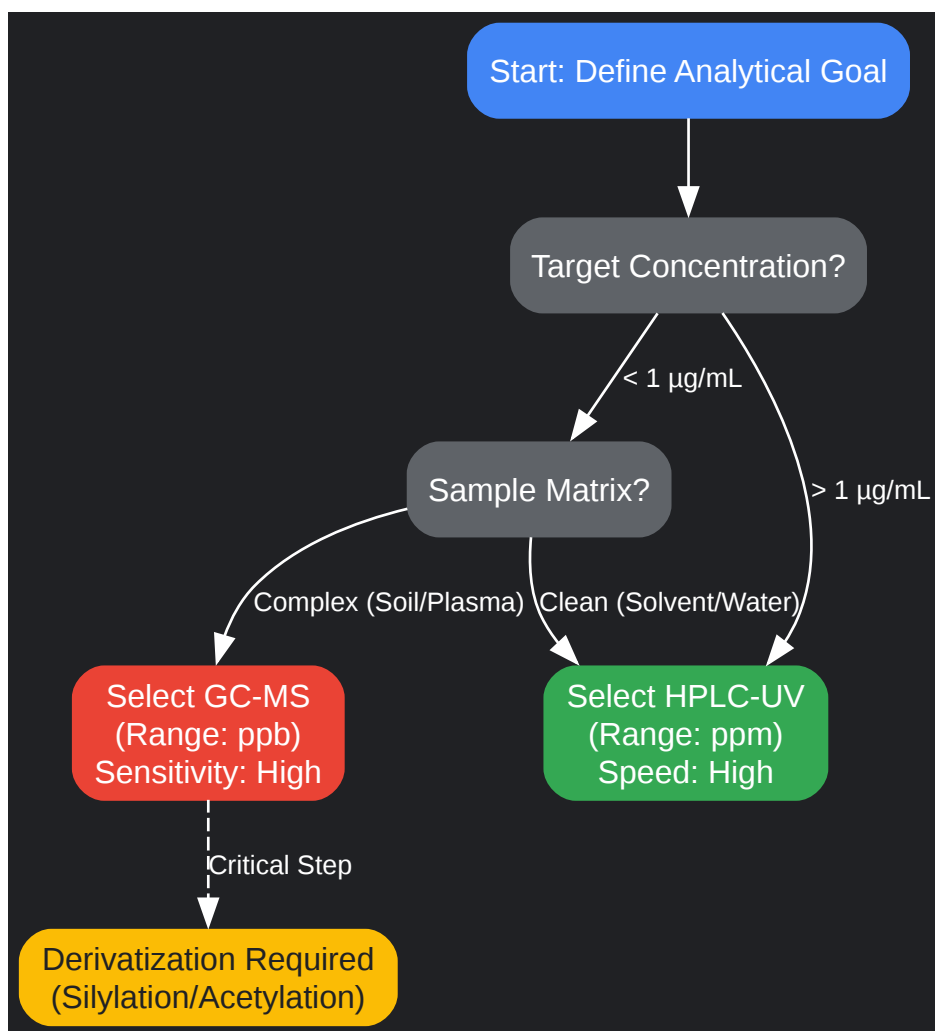 Start: Define Analytical Goal
Target Concentration?
< 1 µg/mL
Sample Matrix?
> 1 µg/mL
Complex (Soil/Plasma)
Clean (Solvent/Water)
Select GC-MS
(Range: ppb)
Sensitivity: High
Select HPLC-UV
(Range: ppm)
Speed: High
Critical Step
Derivatization Required
(Silylation/Acetylation)